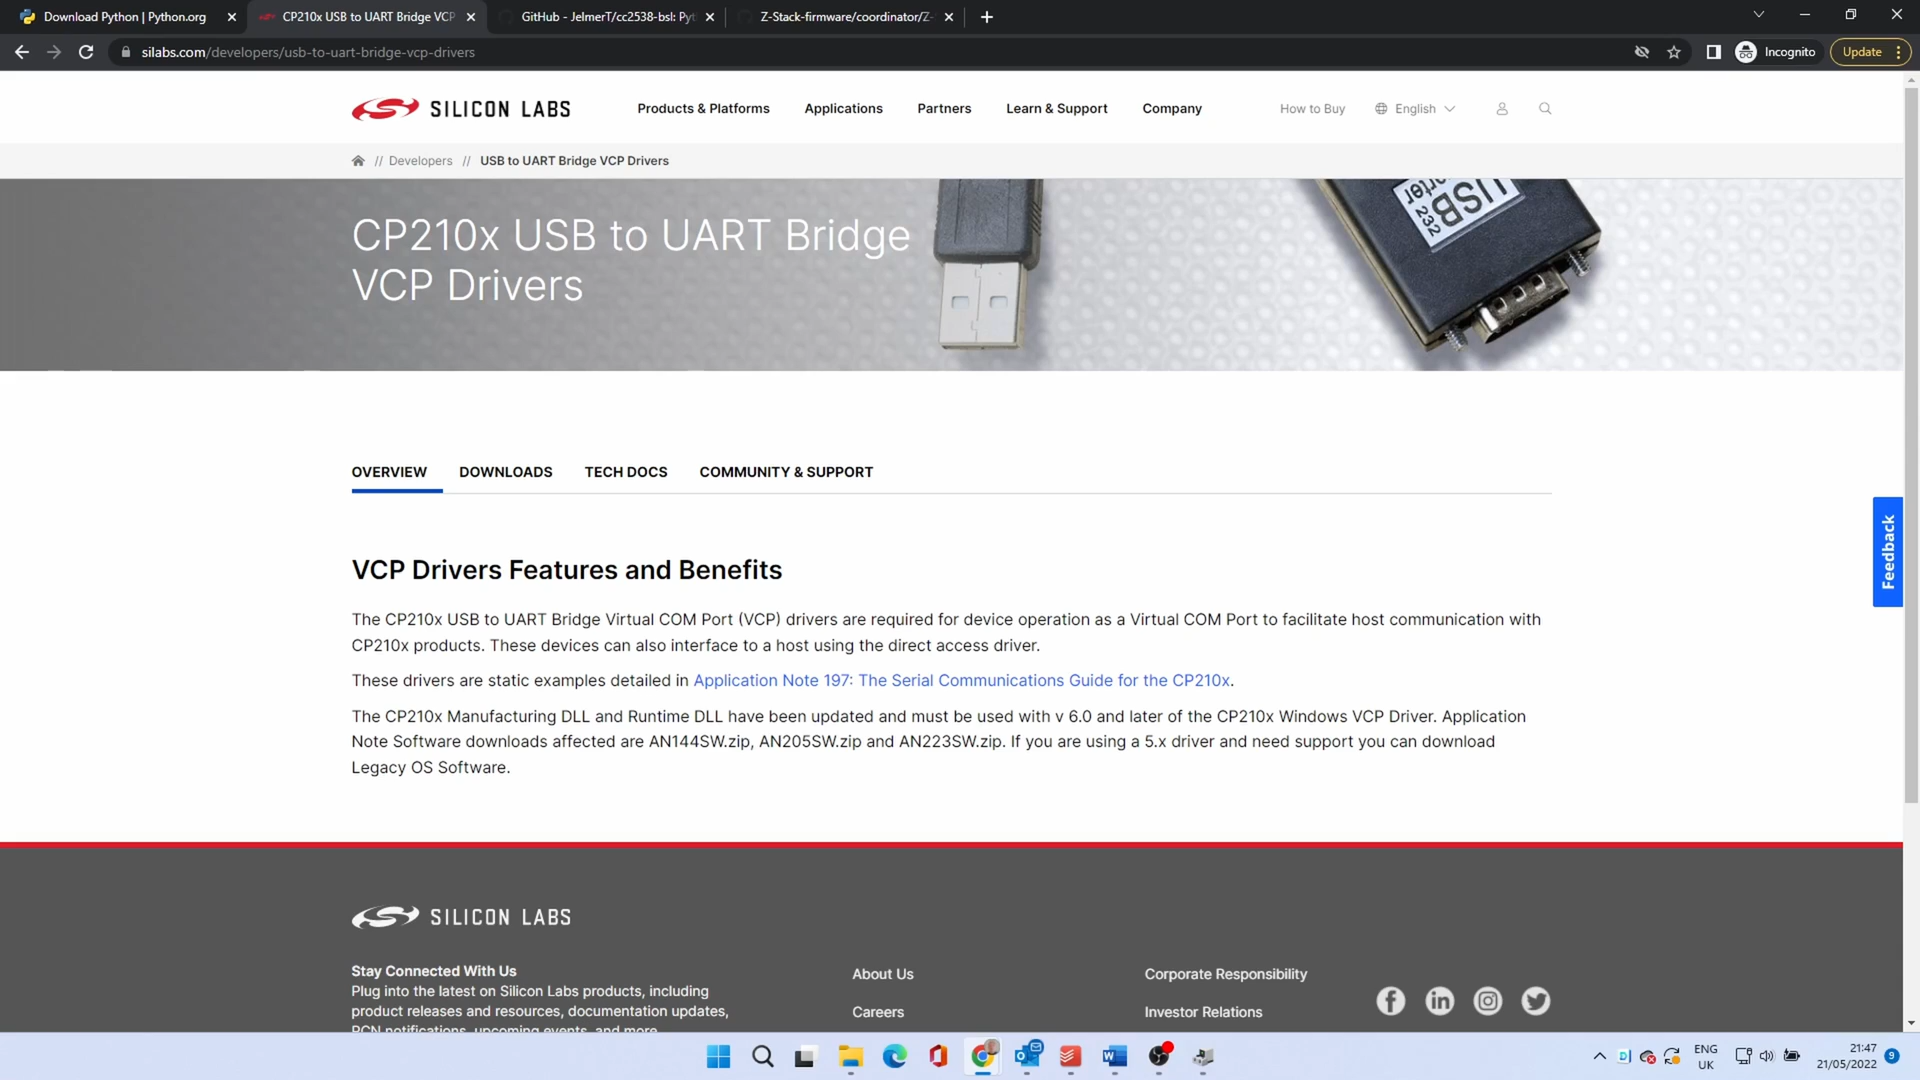 Download Python | Python.org
CP210x USB to UART Bridge VCP
GitHub - JelmerT/cc2538-bsl: Pyt
Z-Stack-firmware/coordinator/Z-
silabs.com/developers/usb-to-uart-bridge-vcp-drivers
Incognito
Update
SILICON LABS
Products & Platforms
Applications
Partners
Learn & Support
Company
How to Buy
English
// Developers // USB to UART Bridge VCP Drivers
CP210x USB to UART Bridge
VCP Drivers
USB
232
OVERVIEW
DOWNLOADS
TECH DOCS
COMMUNITY & SUPPORT
Feedback
VCP Drivers Features and Benefits
The CP210x USB to UART Bridge Virtual COM Port (VCP) drivers are required for device operation as a Virtual COM Port to facilitate host communication with
CP210x products. These devices can also interface to a host using the direct access driver.
These drivers are static examples detailed in Application Note 197: The Serial Communications Guide for the CP210x.
The CP210x Manufacturing DLL and Runtime DLL have been updated and must be used with v 6.0 and later of the CP210x Windows VCP Driver. Application
Note Software downloads affected are AN144SW.zip, AN205SW.zip and AN223SW.zip. If you are using a 5.x driver and need support you can download
Legacy OS Software.
SILICON LABS
Stay Connected With Us
Plug into the latest on Silicon Labs products, including
product releases and resources, documentation updates,
PCN notifications, upcoming events, and more.
About Us
Careers
Corporate Responsibility
Investor Relations
ENG
UK
21:47
21/05/2022
9